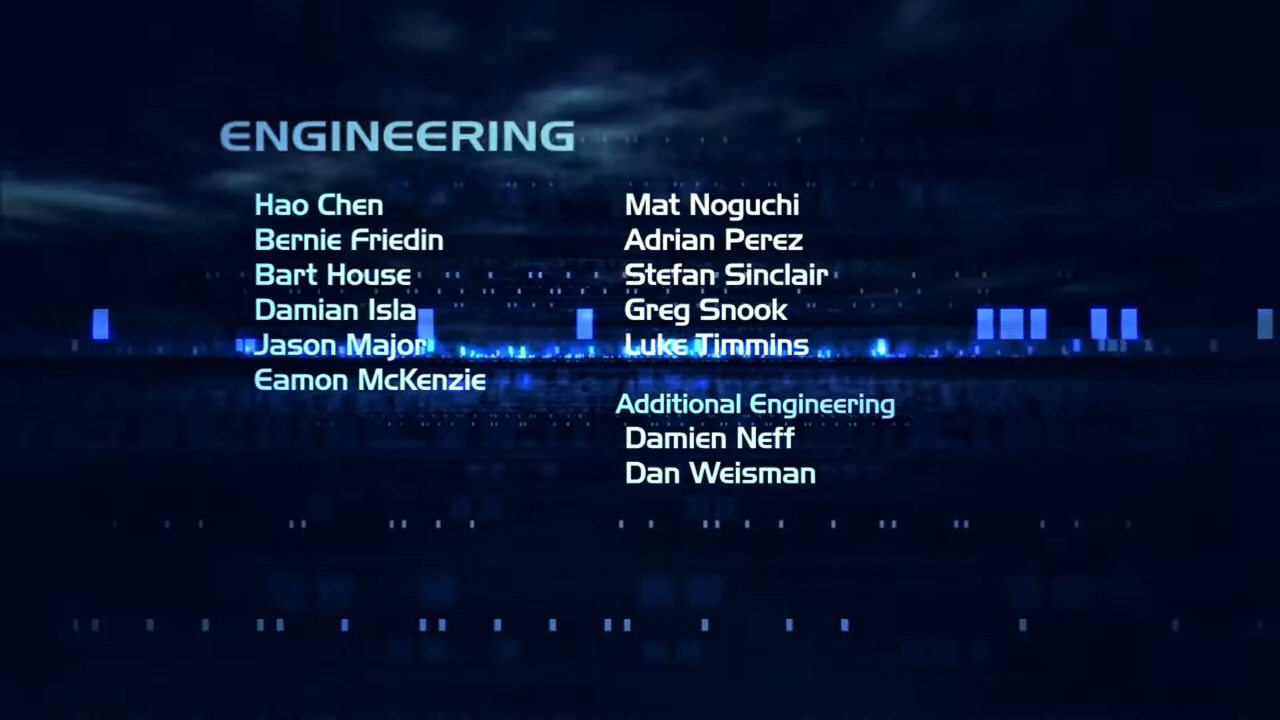 ENGINEERING
Hao Chen
Bernie Friedin
Bart House
Damian Isla
Jason Major
Eamon McKenzie
Mat Noguchi
Adrian Perez
Stefan Sinclair
Greg Snook
Luke Timmins
Additional Engineering
Damien Neff
Dan Weisman